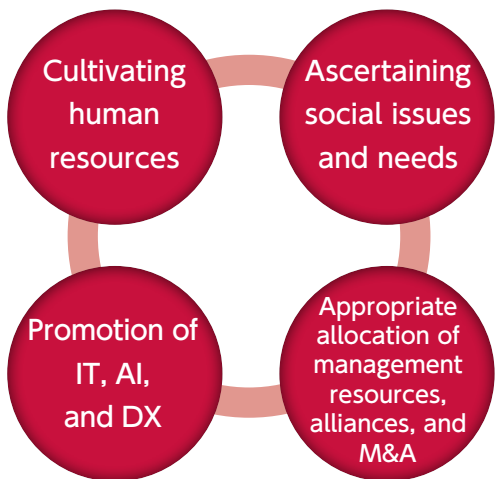 Cultivating
human
resources
Ascertaining
social issues
and needs
Promotion of
IT, AI,
and DX
Appropriate
allocation of
management
resources,
alliances, and
M&A